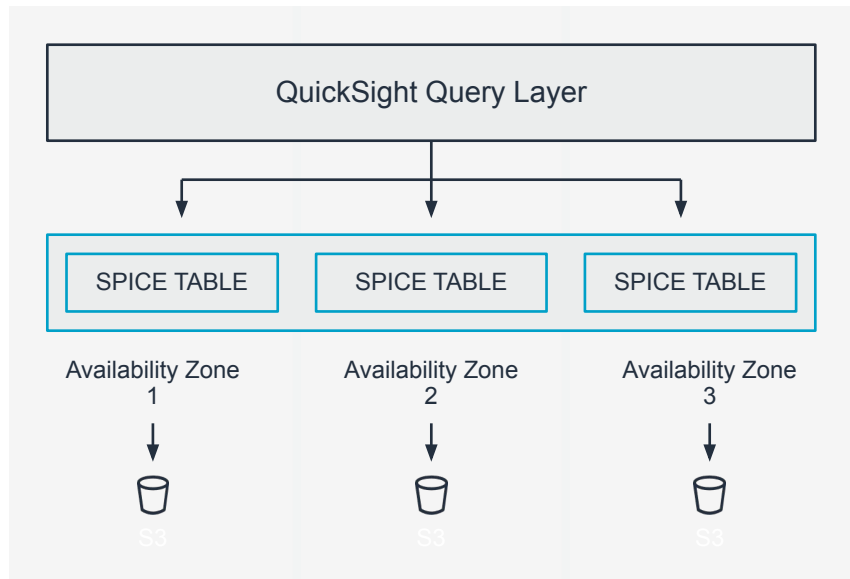 QuickSight Query Layer
SPICE TABLE
SPICE TABLE
SPICE TABLE
Availability Zone
1
Availability Zone
2
Availability Zone
3
S3
S3
S3